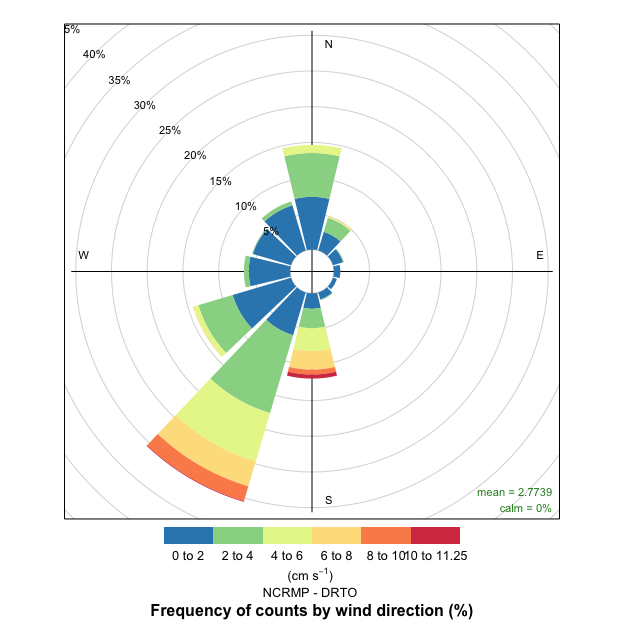 5%
40%
35%
30%
25%
20%
15%
10%
5%
N
W
E
S
mean = 2.7739
calm = 0%
0 to 2 2 to 4 4 to 6 6 to 8 8 to 10 10 to 11.25
(cm s⁻¹)
NCRMP - DRTO
Frequency of counts by wind direction (%)